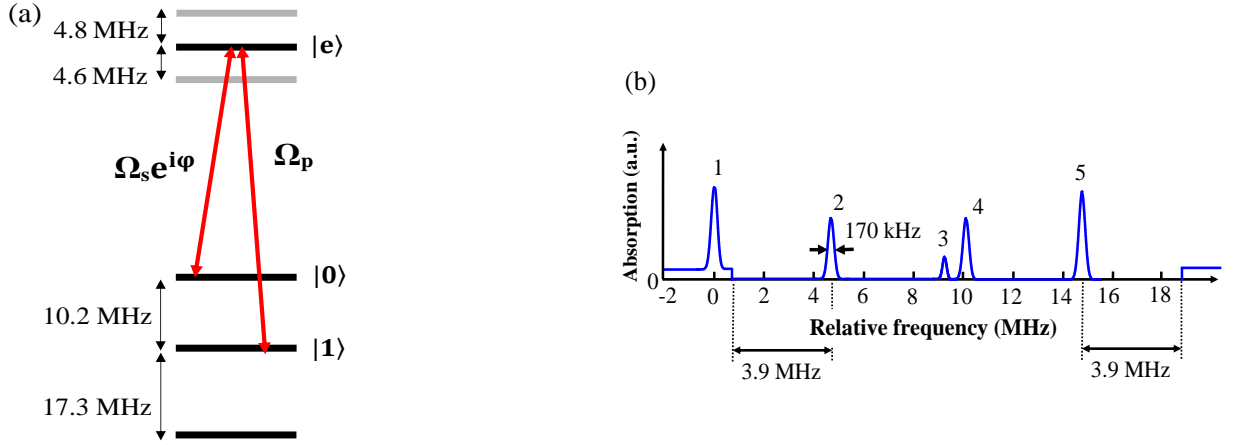 (a)
4.8 MHz
|e⟩
4.6 MHz
Ωₛe^{iφ}
Ωₚ
|0⟩
10.2 MHz
|1⟩
17.3 MHz
(b)
Absorption (a.u.)
0
1
2
170 kHz
3
4
5
-2 0 2 4 6 8 10 12 14 16 18
Relative frequency (MHz)
3.9 MHz
3.9 MHz